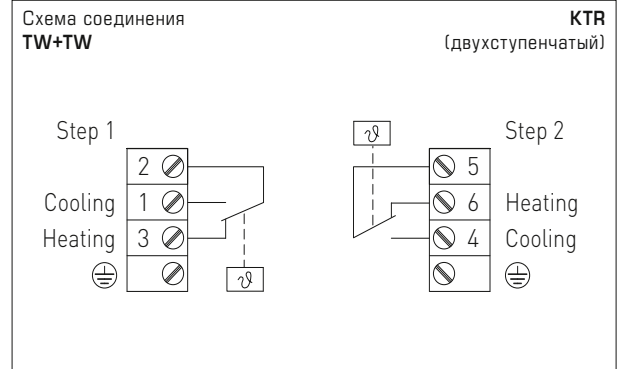 Схема соединения
TW+TW
KTR
(двухступенчатый)
Step 1
2
Cooling 1
Heating 3
ϑ
ϑ
Step 2
5
6 Heating
4 Cooling